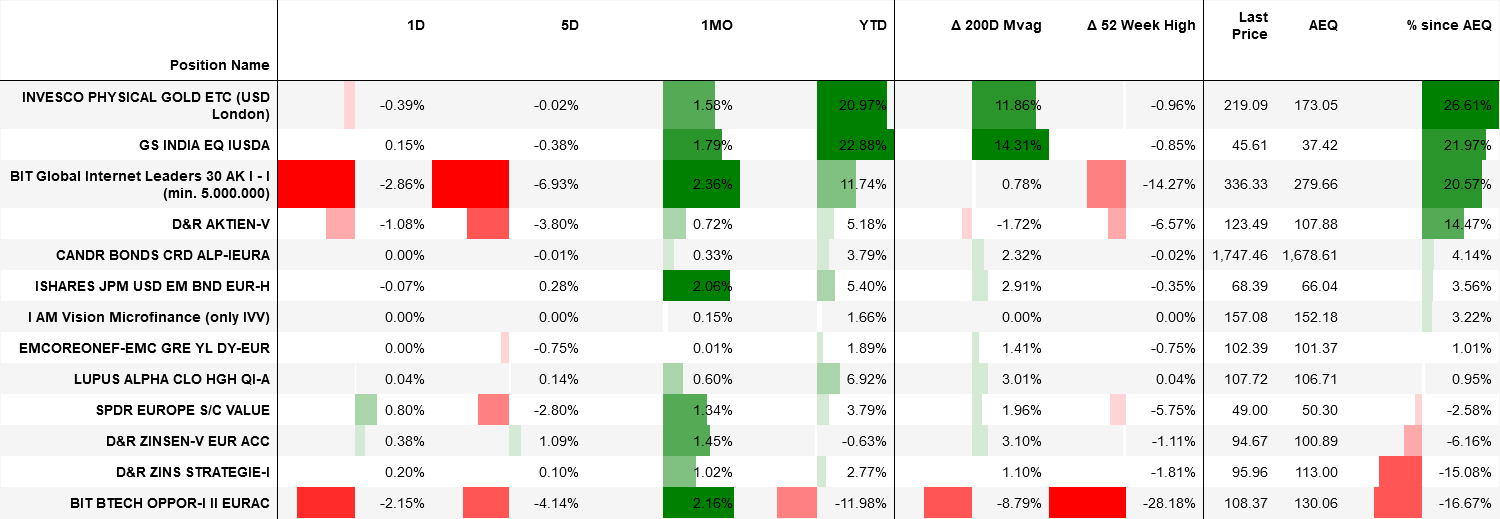 Position Name 1D 5D 1MO YTD Δ 200D Mvag Δ 52 Week High Last Price AEQ % since AEQ
INVESCO PHYSICAL GOLD ETC (USD London) -0.39% -0.02% 1.58% 20.97% 11.86% -0.96% 219.09 173.05 26.61%
GS INDIA EQ IUSDA 0.15% -0.38% 1.79% 22.88% 14.31% -0.85% 45.61 37.42 21.97%
BIT Global Internet Leaders 30 AK I - I (min. 5.000.000) -2.86% -6.93% 2.36% 11.74% 0.78% -14.27% 336.33 279.66 20.57%
D&R AKTIEN-V -1.08% -3.80% 0.72% 5.18% -1.72% -6.57% 123.49 107.88 14.47%
CANDR BONDS CRD ALP-IEURA 0.00% -0.01% 0.33% 3.79% 2.32% -0.02% 1,747.46 1,678.61 4.14%
ISHARES JPM USD EM BND EUR-H -0.07% 0.28% 2.06% 5.40% 2.91% -0.35% 68.39 66.04 3.56%
I AM Vision Microfinance (only IVV) 0.00% 0.00% 0.15% 1.66% 0.00% 0.00% 157.08 152.18 3.22%
EMCOREONEF-EMC GRE YL DY-EUR 0.00% -0.75% 0.01% 1.89% 1.41% -0.75% 102.39 101.37 1.01%
LUPUS ALPHA CLO HGH QI-A 0.04% 0.14% 0.60% 6.92% 3.01% 0.04% 107.72 106.71 0.95%
SPDR EUROPE S/C VALUE 0.80% -2.80% 1.34% 3.79% 1.96% -5.75% 49.00 50.30 -2.58%
D&R ZINSEN-V EUR ACC 0.38% 1.09% 1.45% -0.63% 3.10% -1.11% 94.67 100.89 -6.16%
D&R ZINS STRATEGIE-I 0.20% 0.10% 1.02% 2.77% 1.10% -1.81% 95.96 113.00 -15.08%
BIT BTECH OPPOR-I II EURAC -2.15% -4.14% 2.16% -11.98% -8.79% -28.18% 108.37 130.06 -16.67%